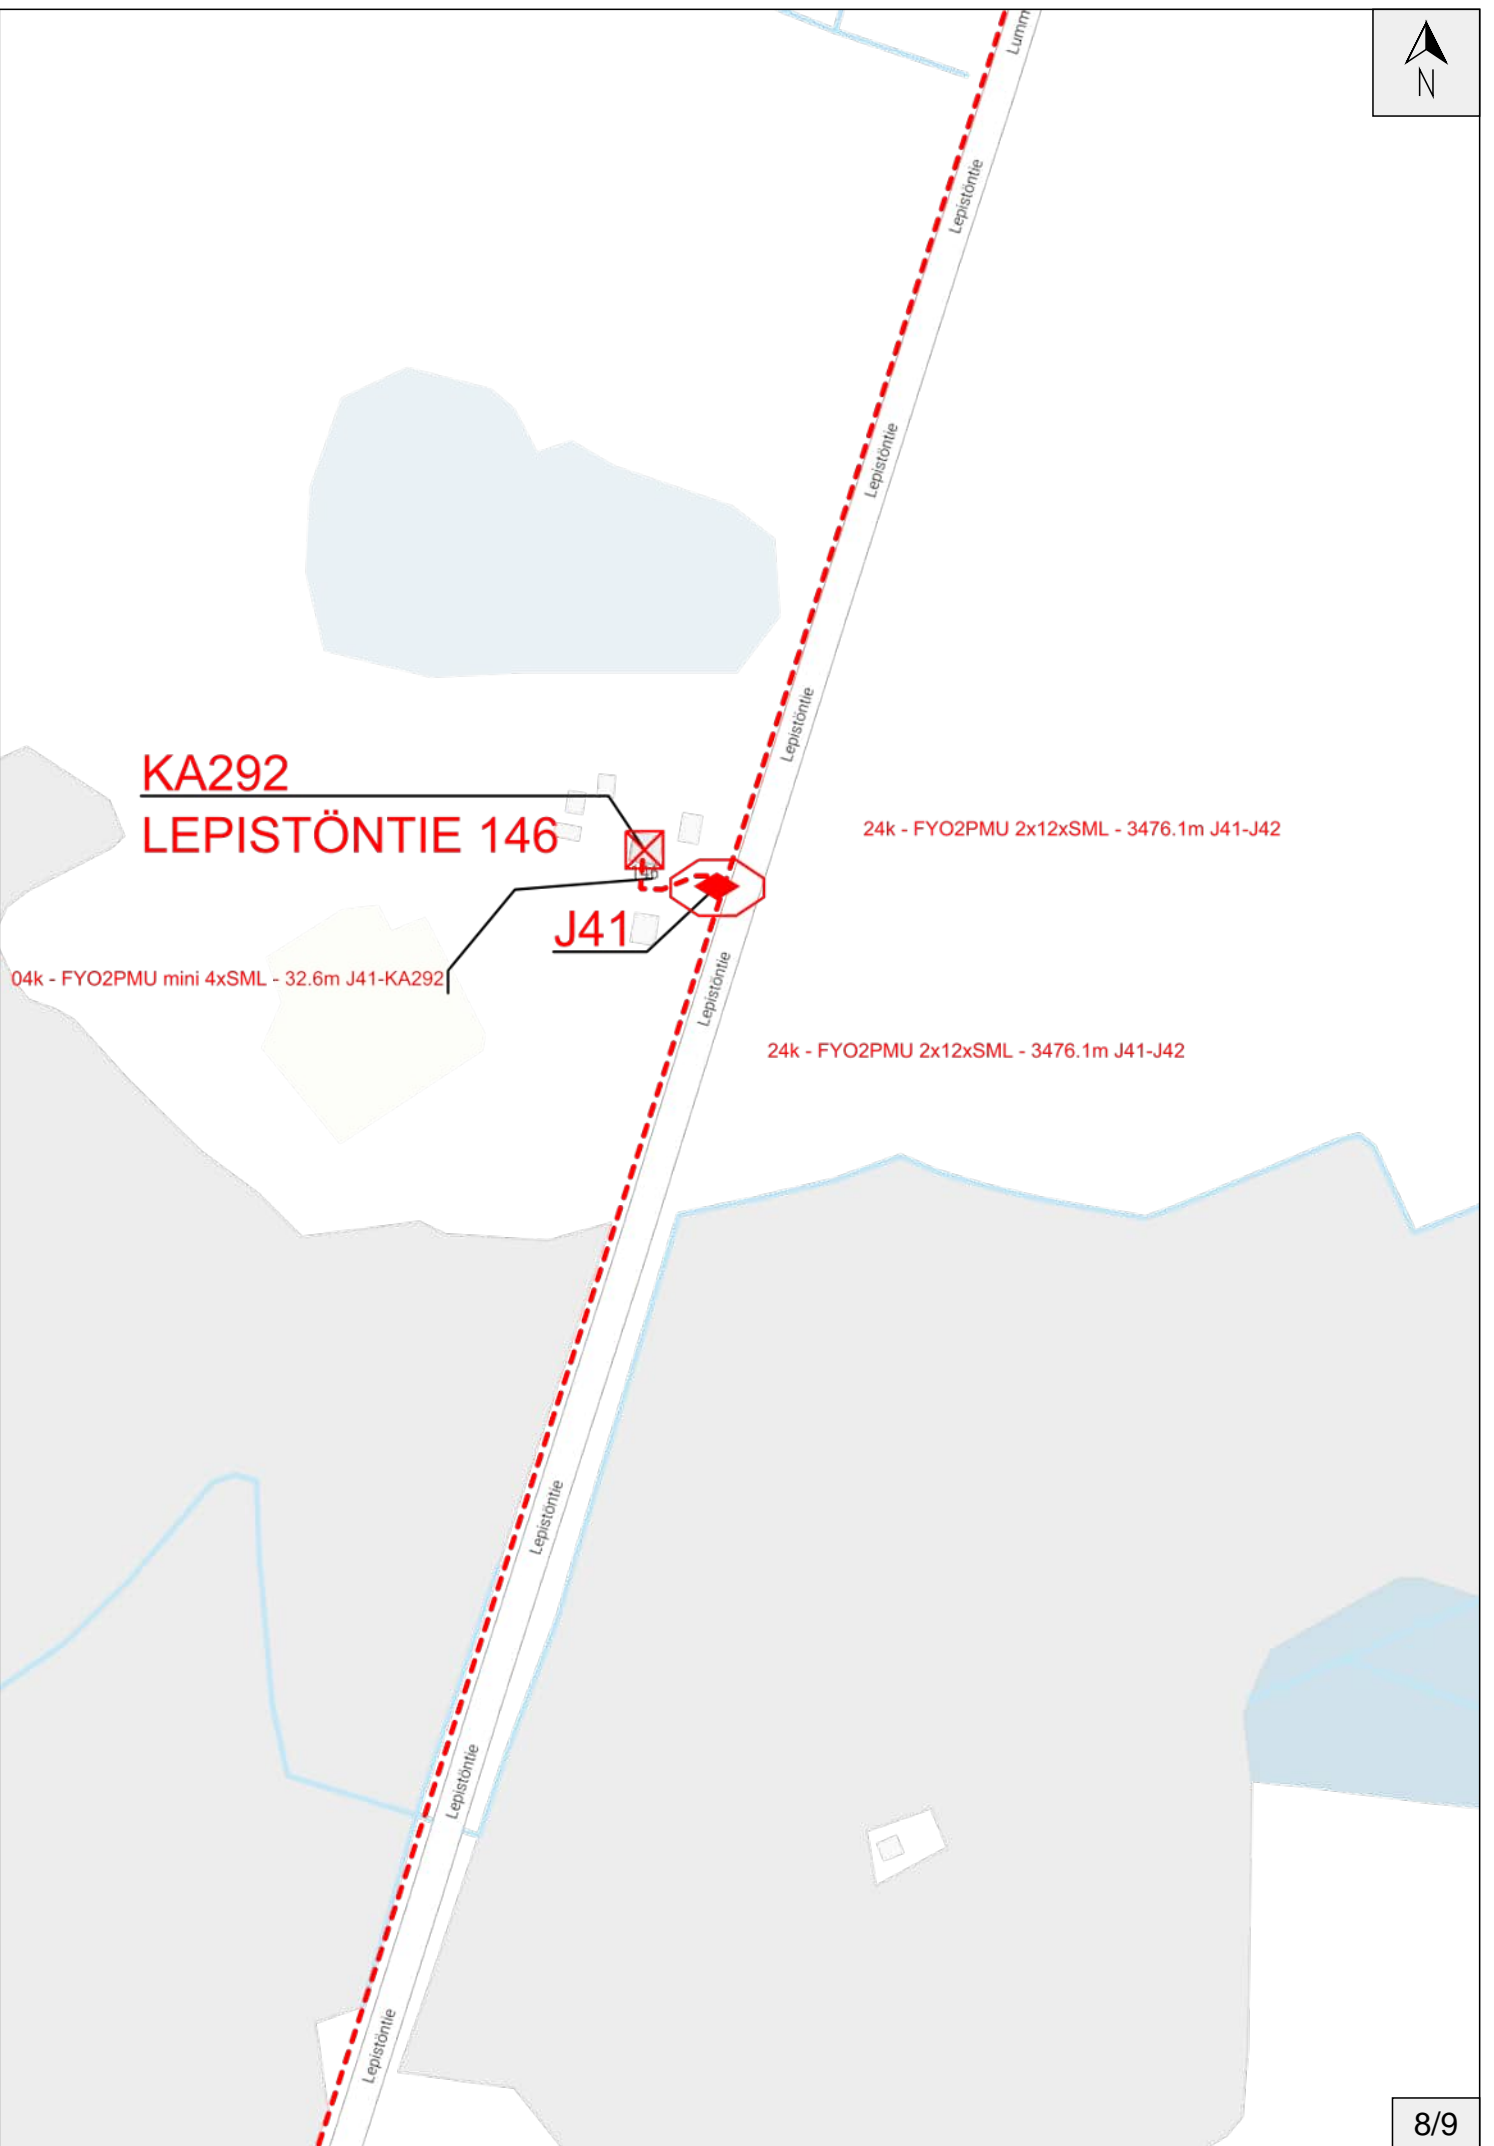 Lumm
N
Lepistöntie
Lepistöntie
Lepistöntie
KA292
LEPISTÖNTIE 146
24k - FYO2PMU 2x12xSML - 3476.1m J41-J42
146
J41
Lepistöntie
04k - FYO2PMU mini 4xSML - 32.6m J41-KA292
24k - FYO2PMU 2x12xSML - 3476.1m J41-J42
Lepistöntie
Lepistöntie
Lepistöntie
8/9